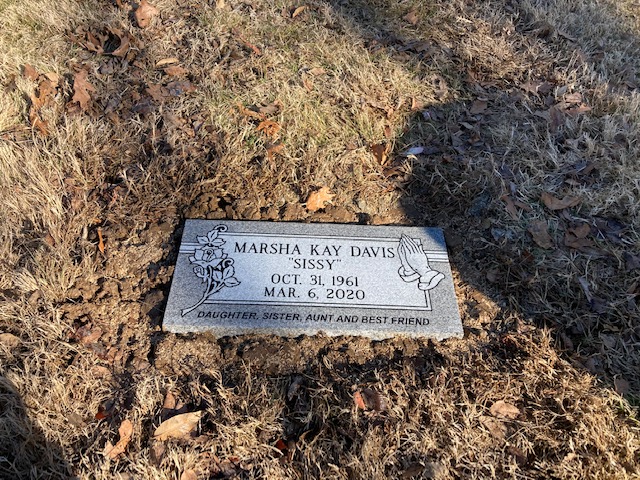 MARSHA KAY DAVIS
"SISSY"
OCT. 31, 1961
MAR. 6, 2020
DAUGHTER, SISTER, AUNT AND BEST FRIEND